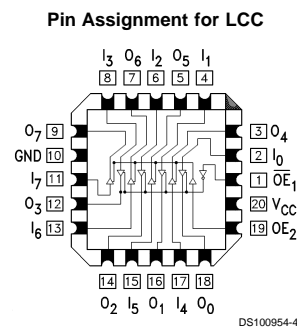 Pin Assignment for LCC
I3 O6 I2 O5 I1
8 7 6 5 4
O7 9
GND 10
I7 11
O3 12
I6 13
3 O4
2 I0
1 O̅E̅1
20 VCC
19 OE2
14 15 16 17 18
O2 I5 O1 I4 O0
DS100954-4